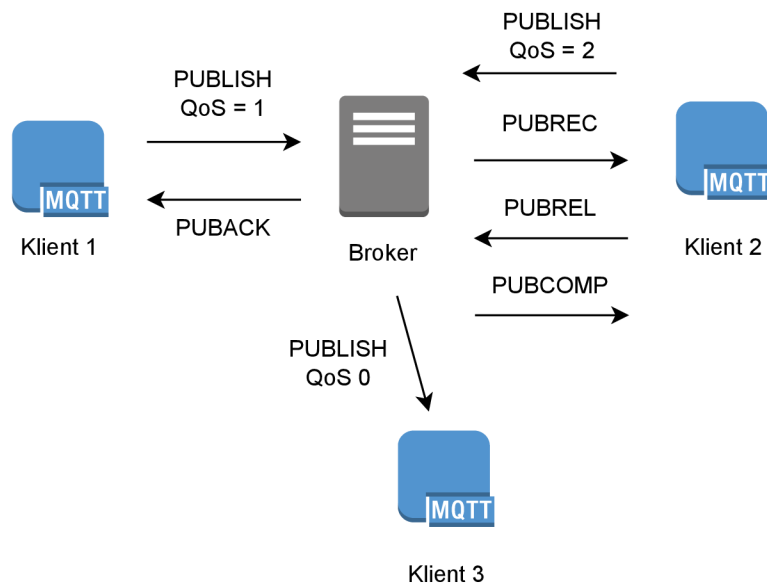 PUBLISH
QoS = 2
PUBLISH
QoS = 1
PUBREC
MQTT
MQTT
PUBREL
PUBACK
Klient 1
Broker
Klient 2
PUBCOMP
PUBLISH
QoS 0
MQTT
Klient 3